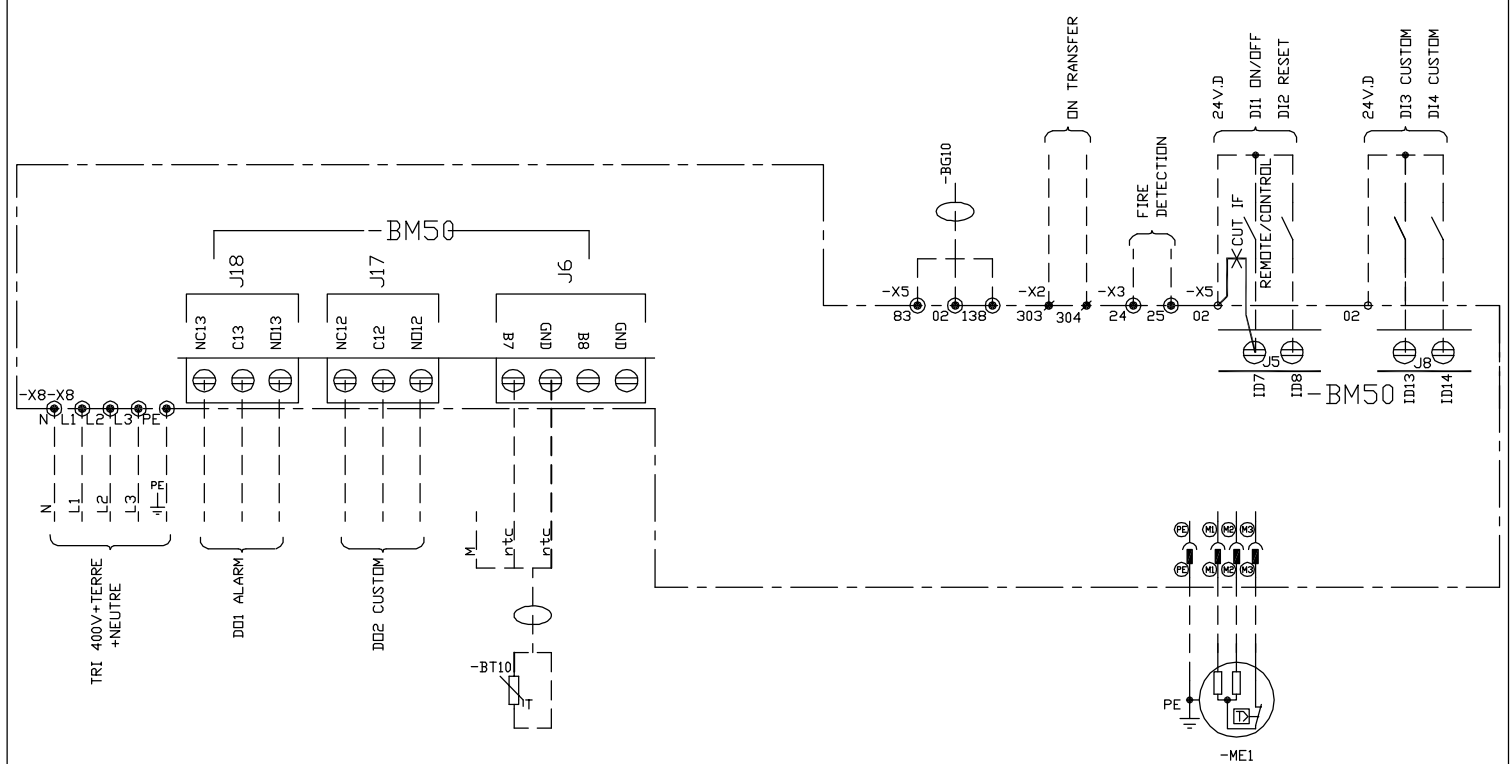 ON TRANSFER
24V.D
DI1 ON/OFF
DI2 RESET
24V.D
DI3 CUSTOM
DI4 CUSTOM
-BG10
FIRE
DETECTION
CUT IF
REMOTE/CONTROL
-BM50
J18
J17
J6
NC13
C13
NO13
NC12
C12
NO12
B7
GND
B8
GND
-X5
83
02
138
-X2
303
304
-X3
24
25
-X5
02
02
J5
J8
ID7
ID8
-BM50
ID13
ID14
-X8-X8
N
L1
L2
L3
PE
N
L1
L2
L3
PE
M
ntc
ntc
TRI 400V+TERRE
+NEUTRE
DO1 ALARM
DO2 CUSTOM
-BT10
T
PE
M1
M2
M3
PE
M1
M2
M3
PE
T>
-ME1